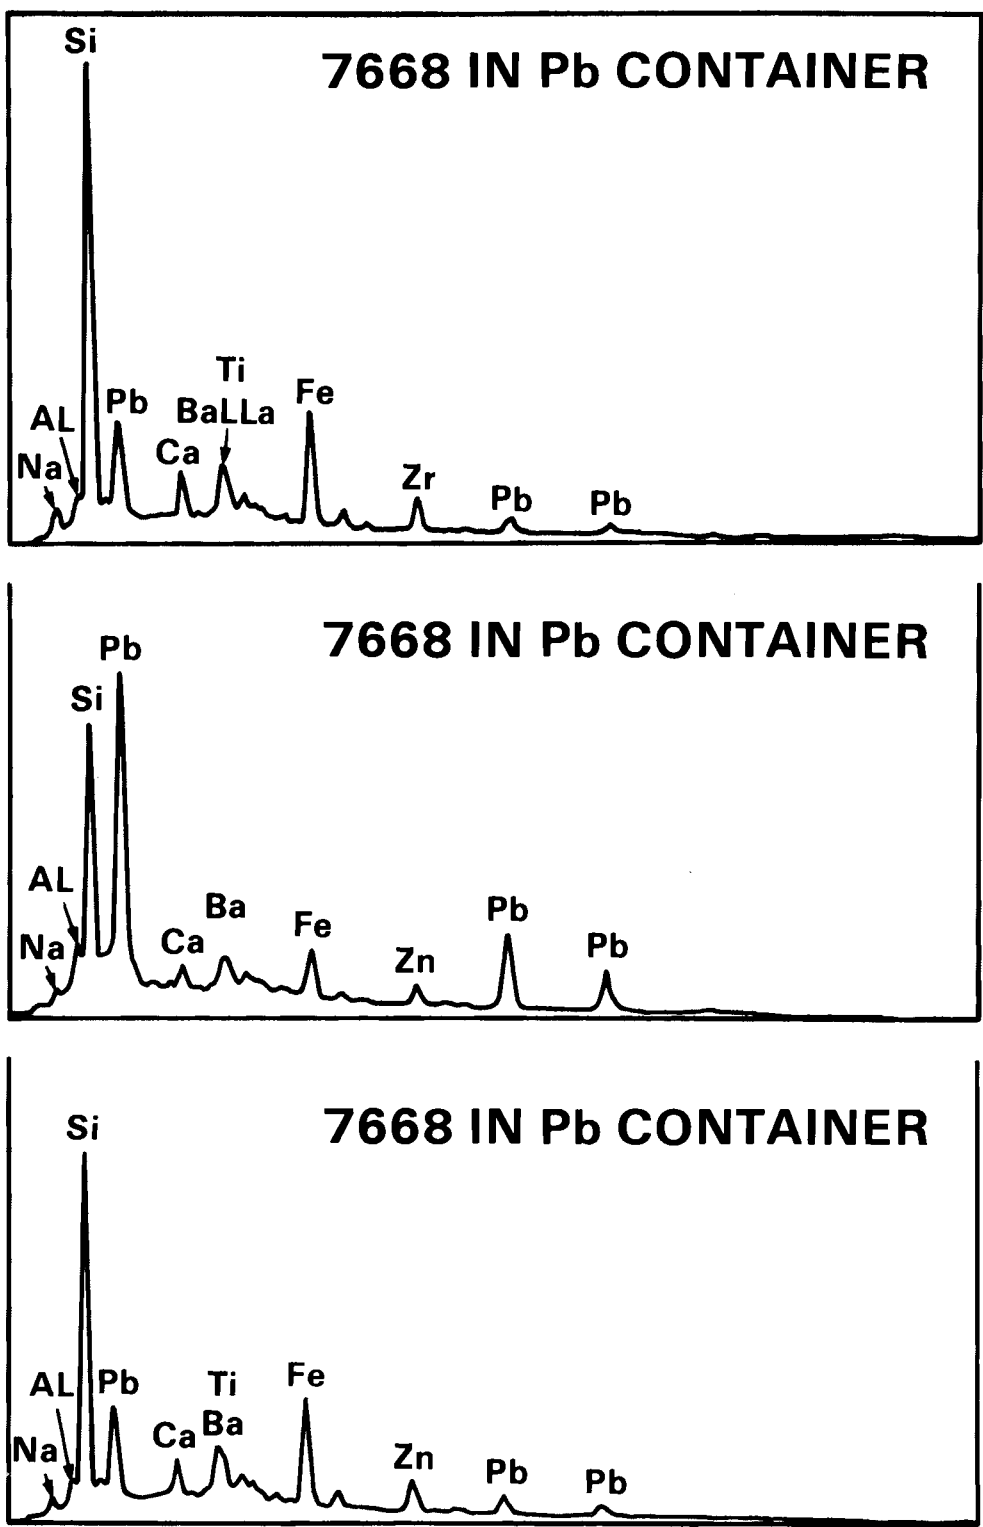 Si
7668 IN Pb CONTAINER
Ti
Fe
Pb
BaLLa
AL
Ca
Na
Zr
Pb
Pb
7668 IN Pb CONTAINER
Pb
Si
AL
Ba
Pb
Fe
Ca
Na
Pb
Zn
7668 IN Pb CONTAINER
Si
Fe
AL
Pb
Ti
Ba
Ca
Na
Zn
Pb
Pb